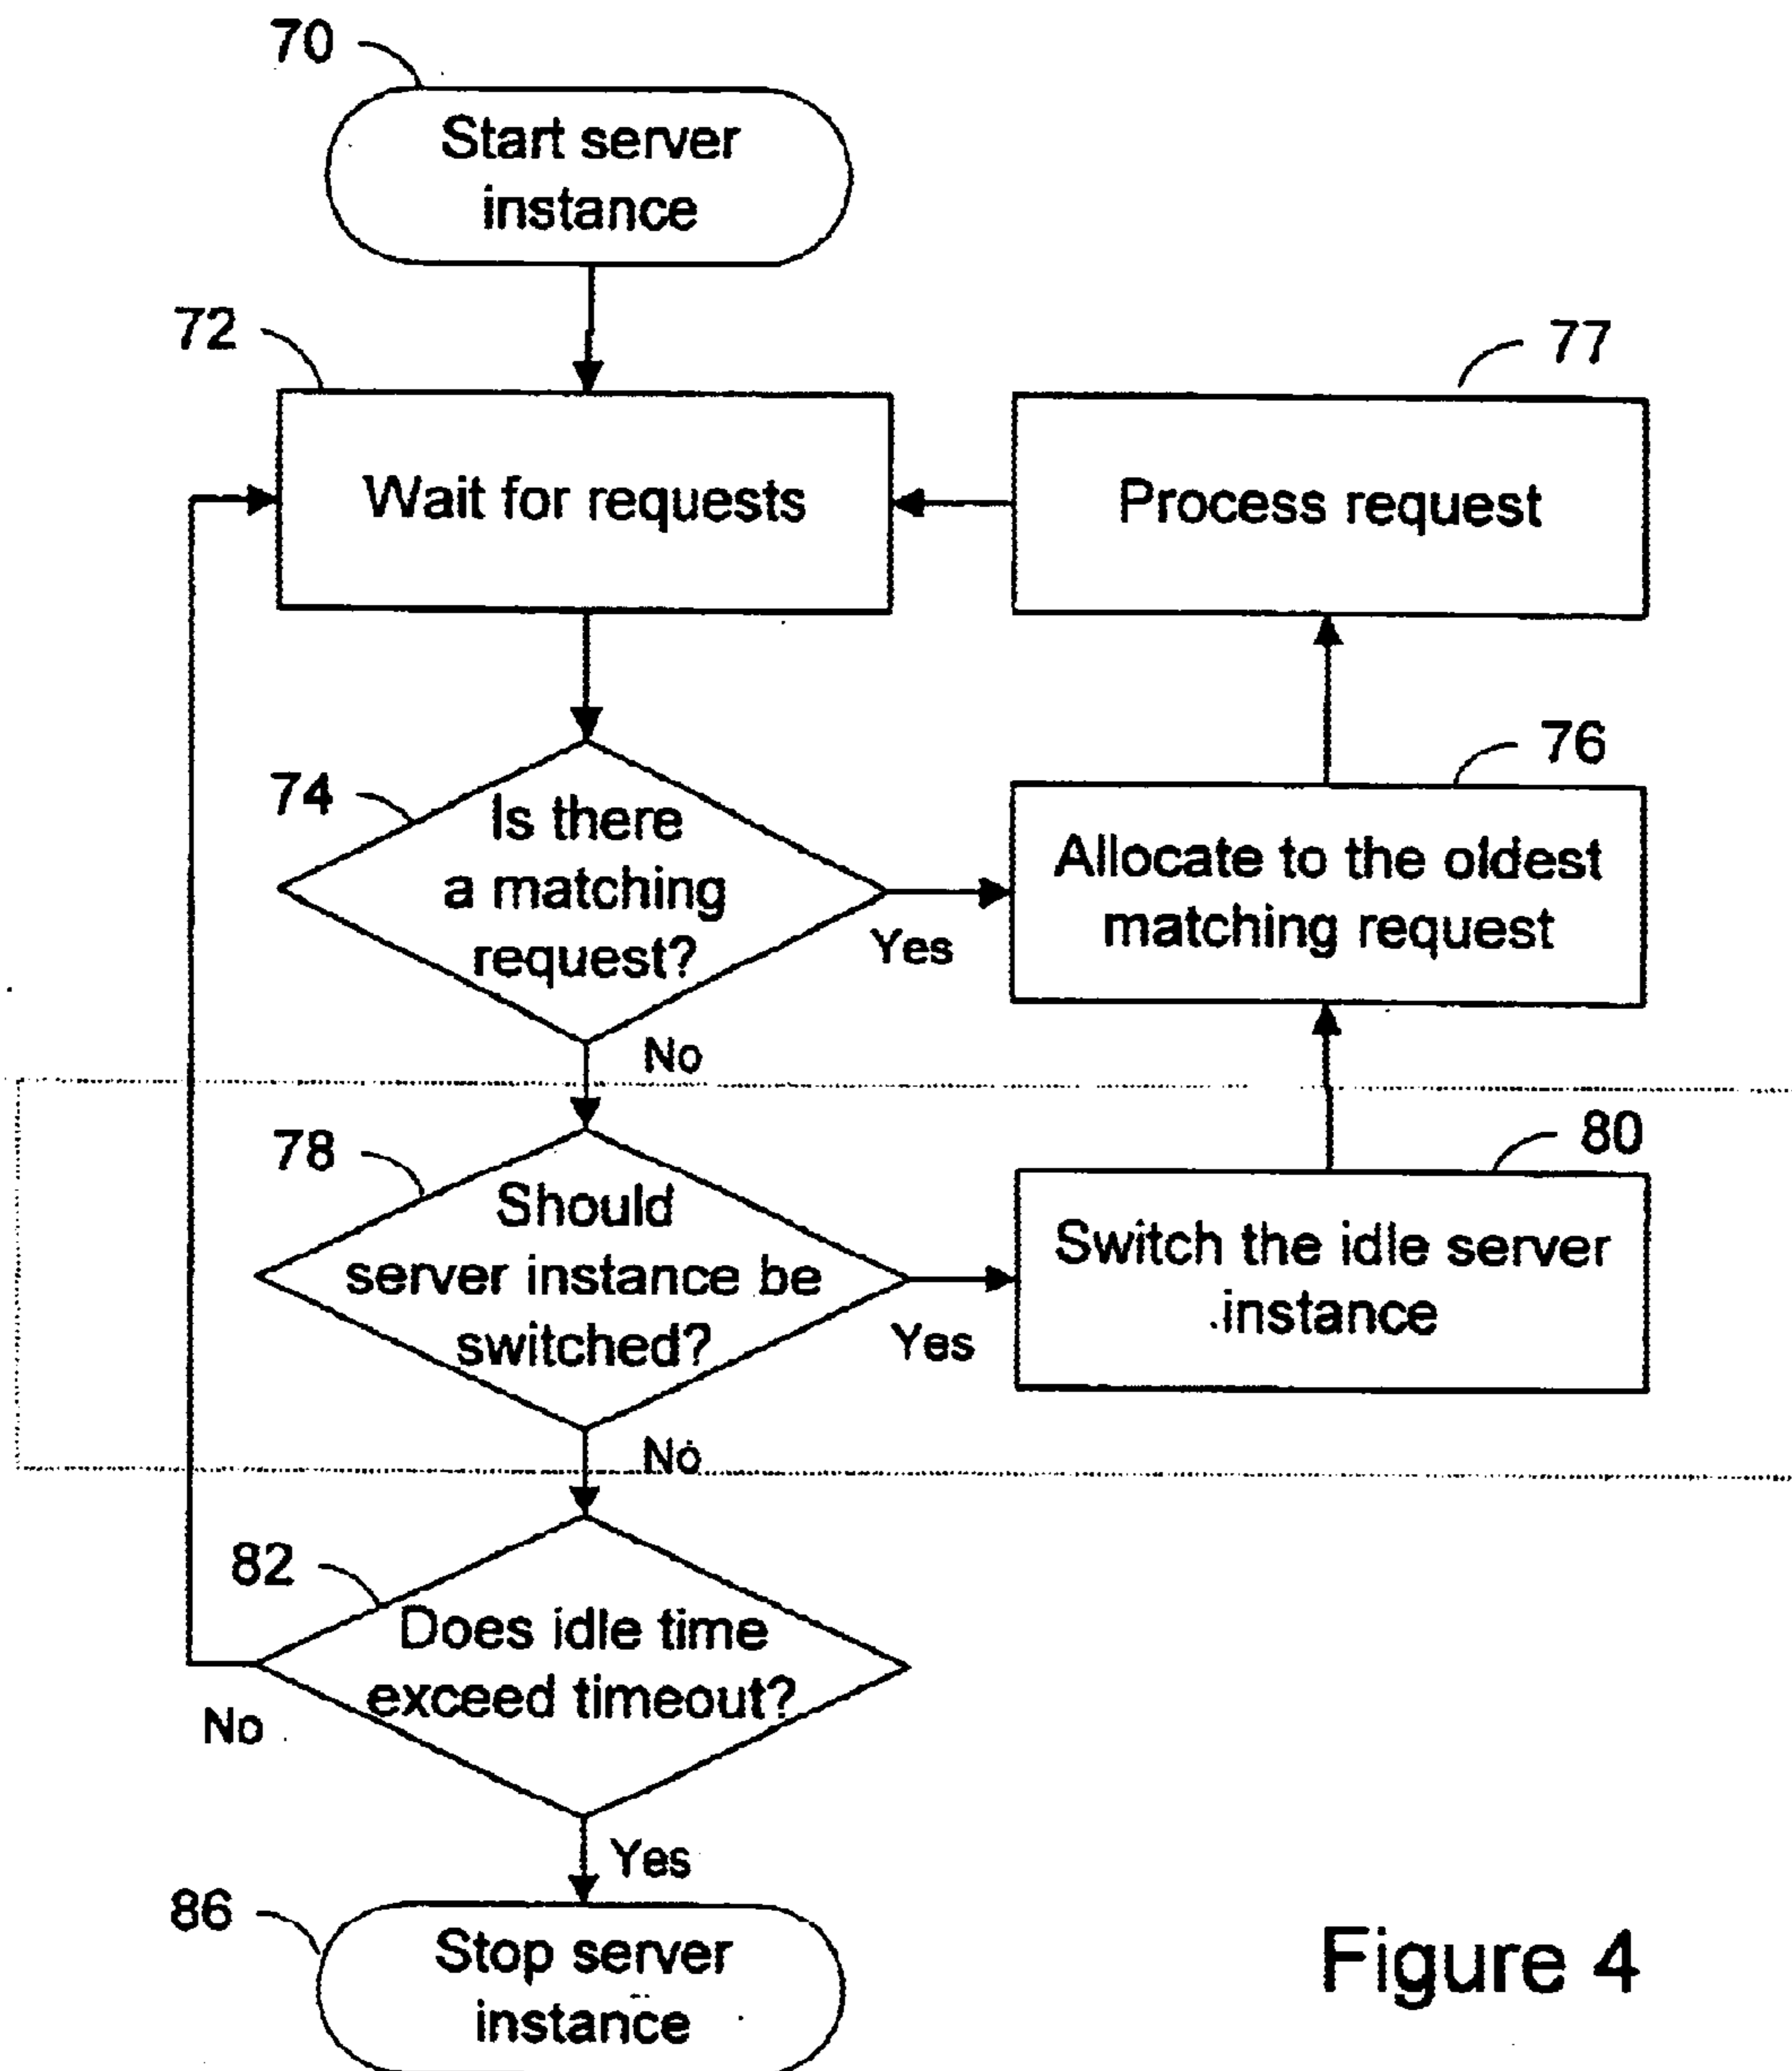 70
Start server
instance
72
Wait for requests
77
Process request
74
Is there
a matching
request?
Yes
No
76
Allocate to the oldest
matching request
78
Should
server instance be
switched?
Yes
No
80
Switch the idle server
instance
82
Does idle time
exceed timeout?
No
Yes
86
Stop server
instance
Figure 4